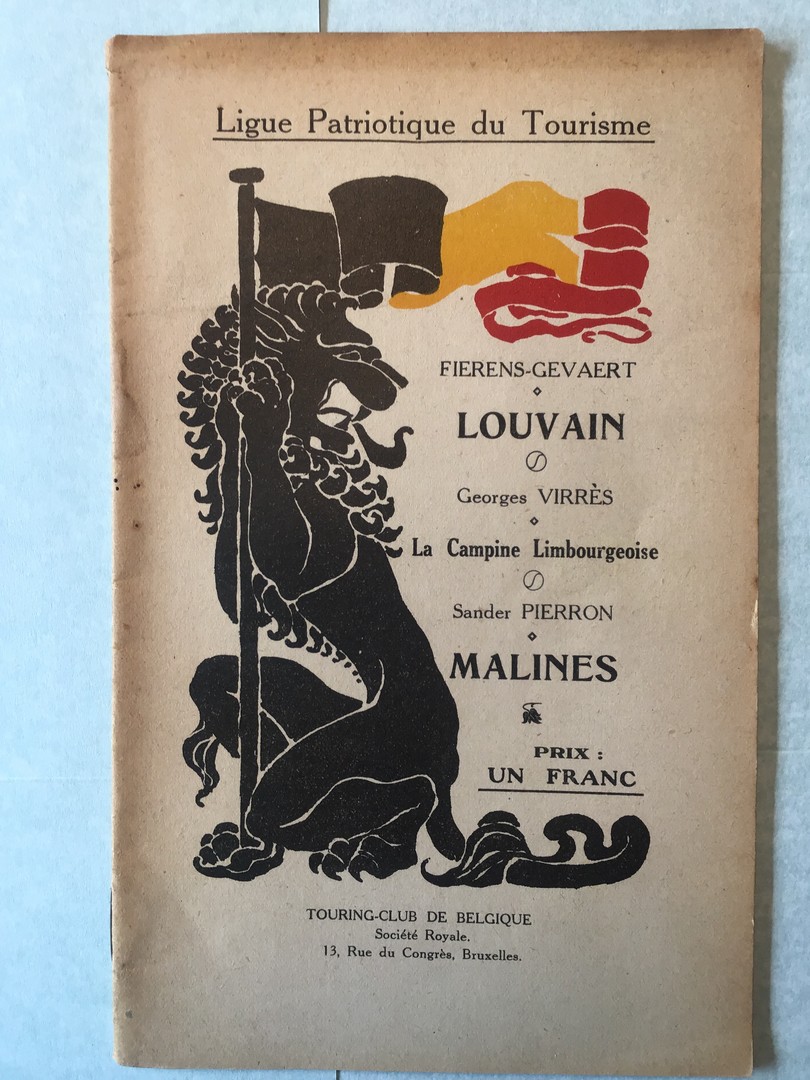 Ligue Patriotique du Tourisme
FIERENS-GEVAERT
LOUVAIN
Georges VIRRÈS
La Campine Limbourgeoise
Sander PIERRON
MALINES
PRIX :
UN FRANC
TOURING-CLUB DE BELGIQUE
Société Royale.
13, Rue du Congrès, Bruxelles.